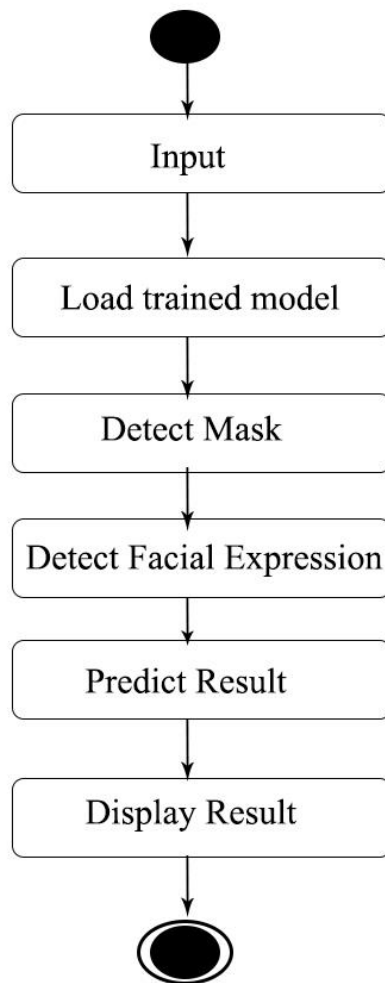 Input
Load trained model
Detect Mask
Detect Facial Expression
Predict Result
Display Result